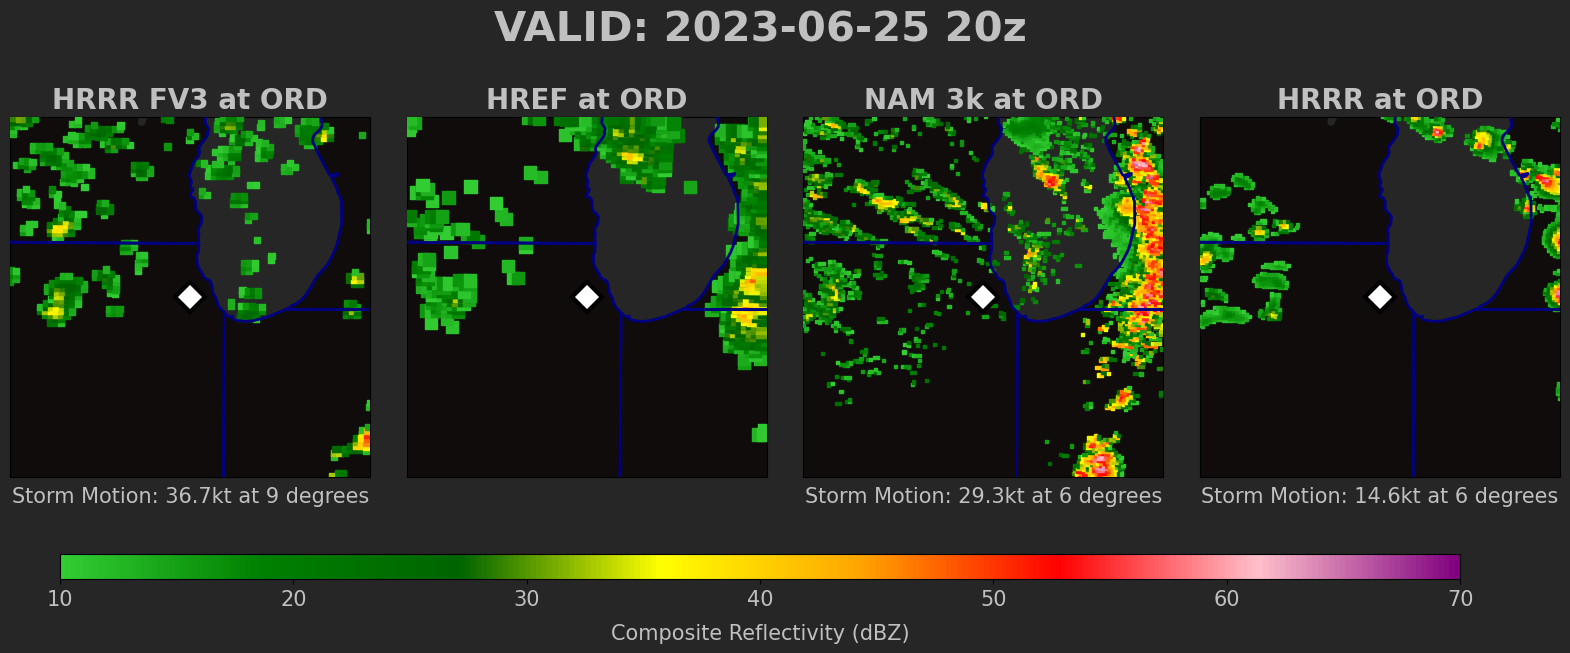 VALID: 2023-06-25 20z
HRRR FV3 at ORD
HREF at ORD
NAM 3k at ORD
HRRR at ORD
Storm Motion: 36.7kt at 9 degrees
Storm Motion: 29.3kt at 6 degrees
Storm Motion: 14.6kt at 6 degrees
10 20 30 40 50 60 70
Composite Reflectivity (dBZ)